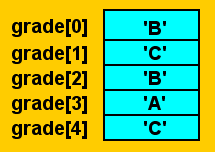 grade[0] 'B'
grade[1] 'C'
grade[2] 'B'
grade[3] 'A'
grade[4] 'C'